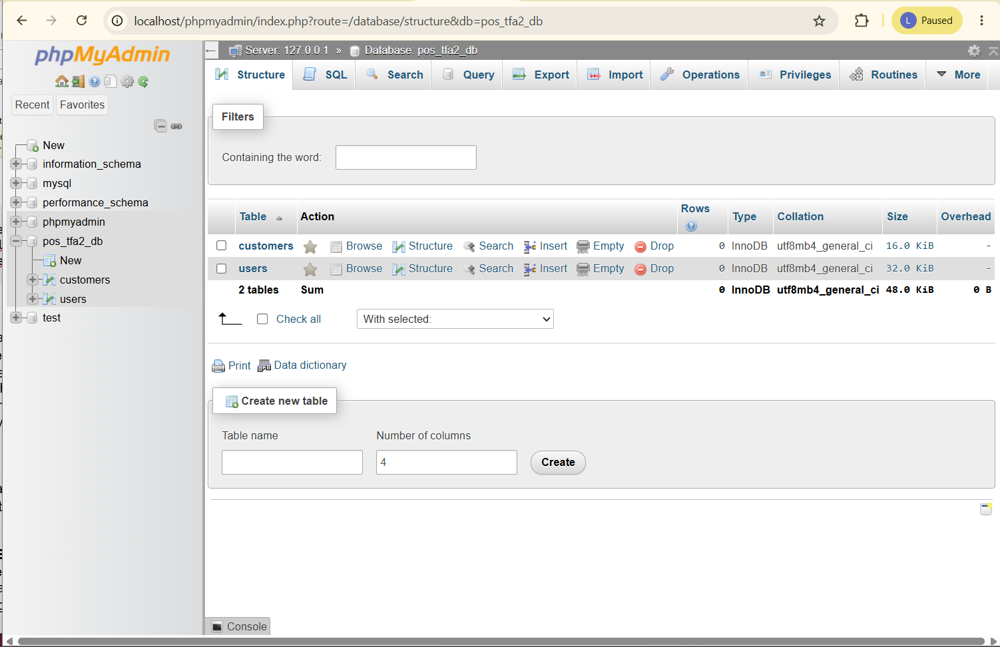 localhost/phpmyadmin/index.php?route=/database/structure&db=pos_tfa2_db
L Paused
phpMyAdmin
Recent Favorites
New
information_schema
mysql
performance_schema
phpmyadmin
pos_tfa2_db
New
customers
users
test
Server: 127.0.0.1 » Database: pos_tfa2_db
Structure SQL Search Query Export Import Operations Privileges Routines More
Filters
Containing the word:
Table Action Rows Type Collation Size Overhead
customers Browse Structure Search Insert Empty Drop 0 InnoDB utf8mb4_general_ci 16.0 KiB -
users Browse Structure Search Insert Empty Drop 0 InnoDB utf8mb4_general_ci 32.0 KiB -
2 tables Sum 0 InnoDB utf8mb4_general_ci 48.0 KiB 0 B
Check all With selected:
Print Data dictionary
Create new table
Table name Number of columns
4 Create
Console